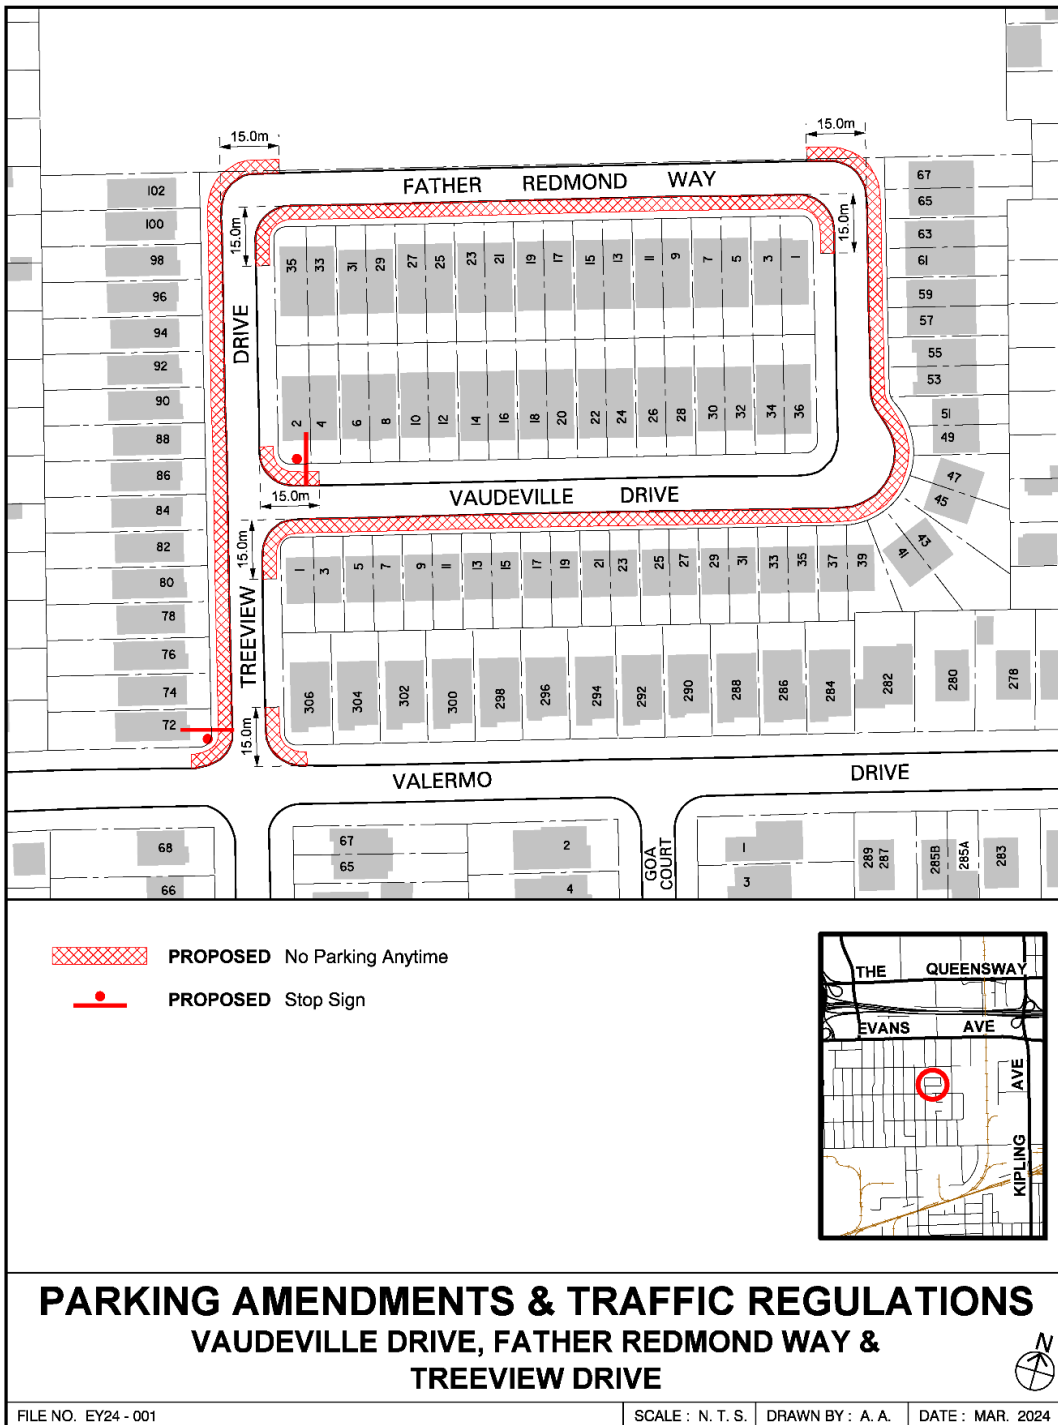 15.0m
15.0m
102
100
98
96
94
92
90
88
86
84
82
80
78
76
74
72
FATHER REDMOND WAY
15.0m
15.0m
67
65
63
61
59
57
55
53
51
49
47
45
43
41
35 33 31 29 27 25 23 21 19 17 15 13 11 9 7 5 3 1
DRIVE
2 4 6 8 10 12 14 16 18 20 22 24 26 28 30 32 34 36
15.0m
VAUDEVILLE DRIVE
15.0m
1 3 5 7 9 11 13 15 17 19 21 23 25 27 29 31 33 35 37 39
TREEVIEW
306 304 302 300 298 296 294 292 290 288 286 284 282 280 278
15.0m
VALERMO DRIVE
68
66
67
65
2
4
GOA
COURT
1
3
289
287
285B
285A
283
PROPOSED No Parking Anytime
PROPOSED Stop Sign
THE QUEENSWAY
EVANS AVE
KIPLING AVE
PARKING AMENDMENTS & TRAFFIC REGULATIONS
VAUDEVILLE DRIVE, FATHER REDMOND WAY &
TREEVIEW DRIVE
N
FILE NO. EY24 - 001
SCALE : N. T. S.
DRAWN BY : A. A.
DATE : MAR. 2024